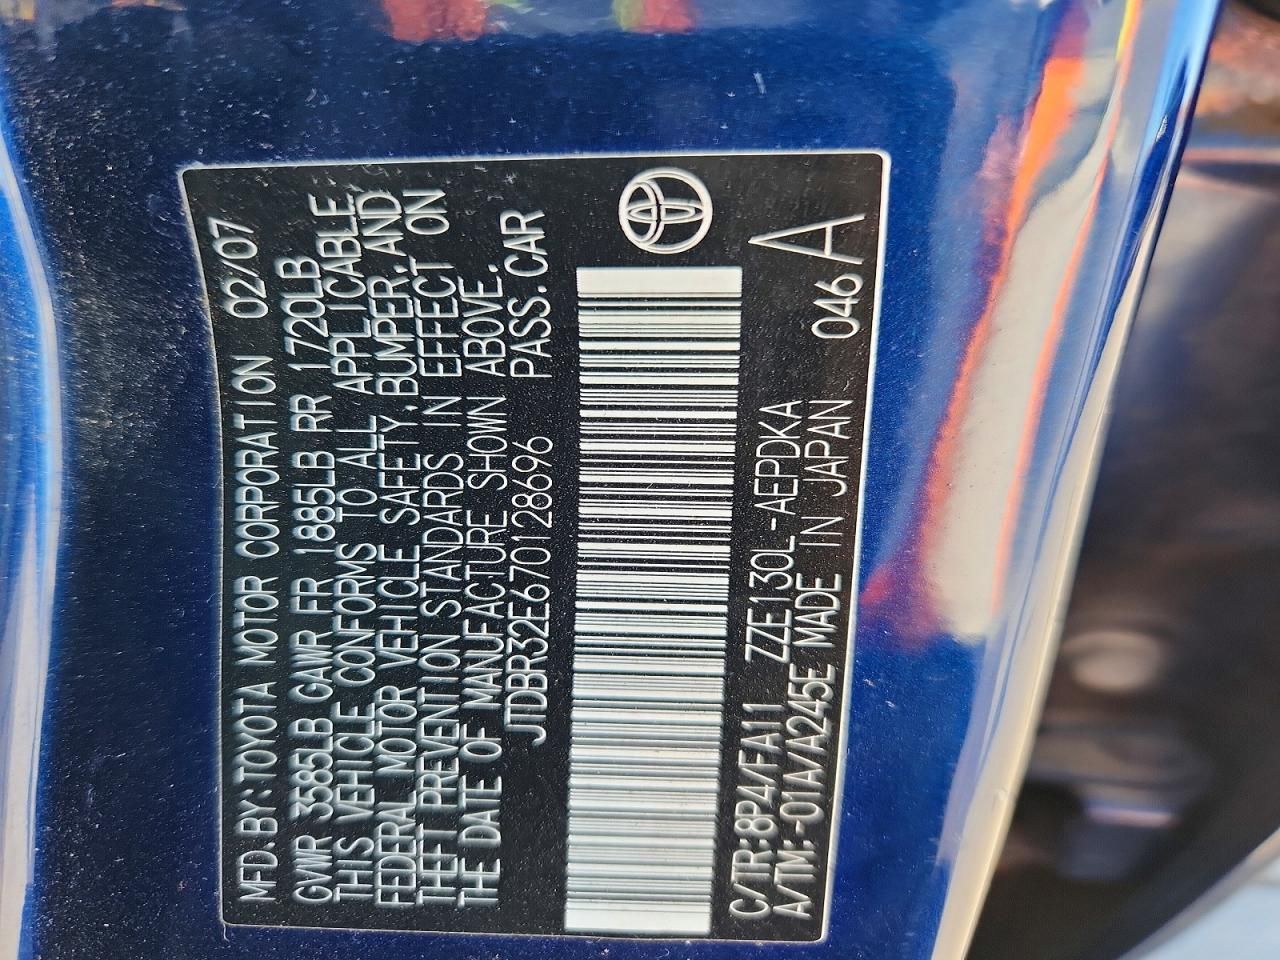 MFD.BY:TOYOTA MOTOR CORPORATION 02/07
GVWR 3585LB GAWR FR 1885LB RR 1720LB
THIS VEHICLE CONFORMS TO ALL APPLICABLE
FEDERAL MOTOR VEHICLE SAFETY,BUMPER,AND
THEFT PREVENTION STANDARDS IN EFFECT ON
THE DATE OF MANUFACTURE SHOWN ABOVE.
JTDBR32E670128696 PASS.CAR
C/TR:8P4/FA11 ZZE130L-AEPDKA
A/TM:-01A/A245E MADE IN JAPAN 046 A